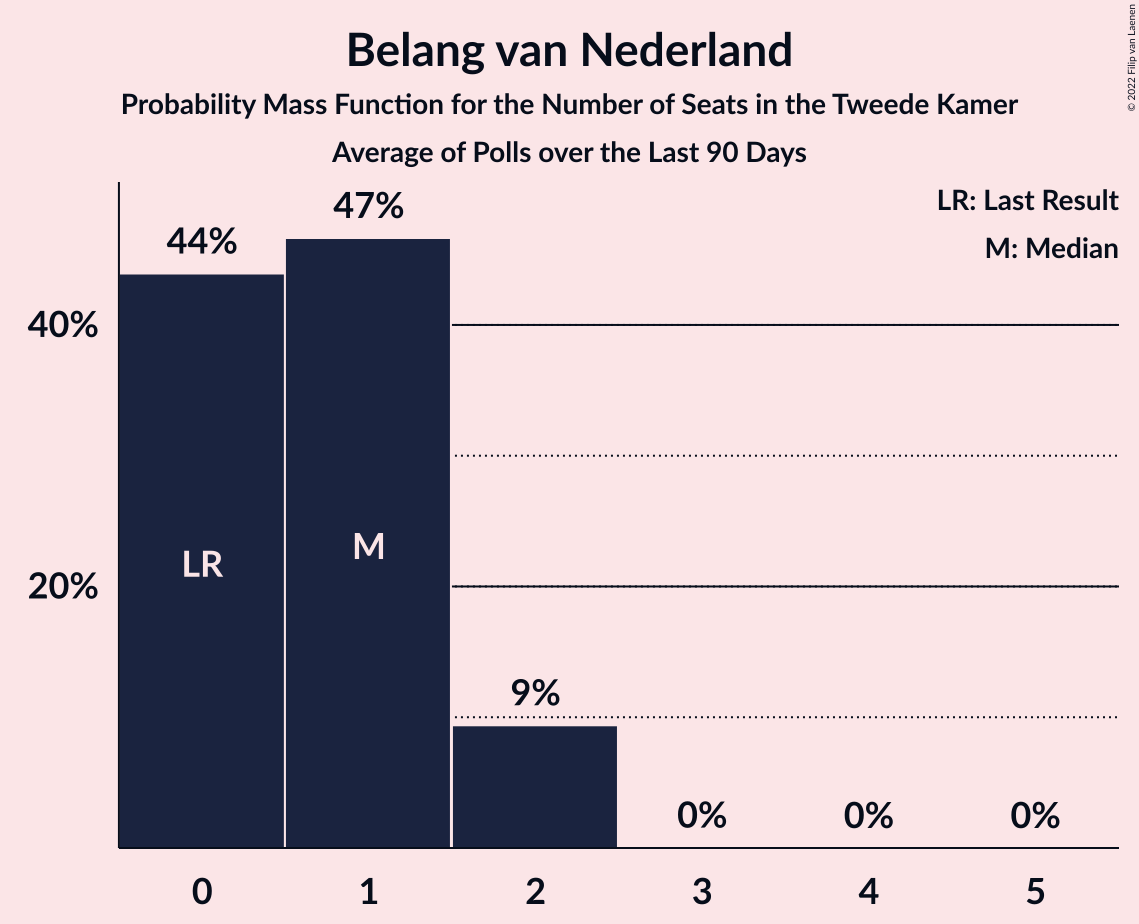 Belang van Nederland
Probability Mass Function for the Number of Seats in the Tweede Kamer
Average of Polls over the Last 90 Days
© 2022 Filip van Laenen
LR: Last Result
M: Median
47%
44%
40%
LR
M
20%
9%
0%
0%
0%
0
1
2
3
4
5